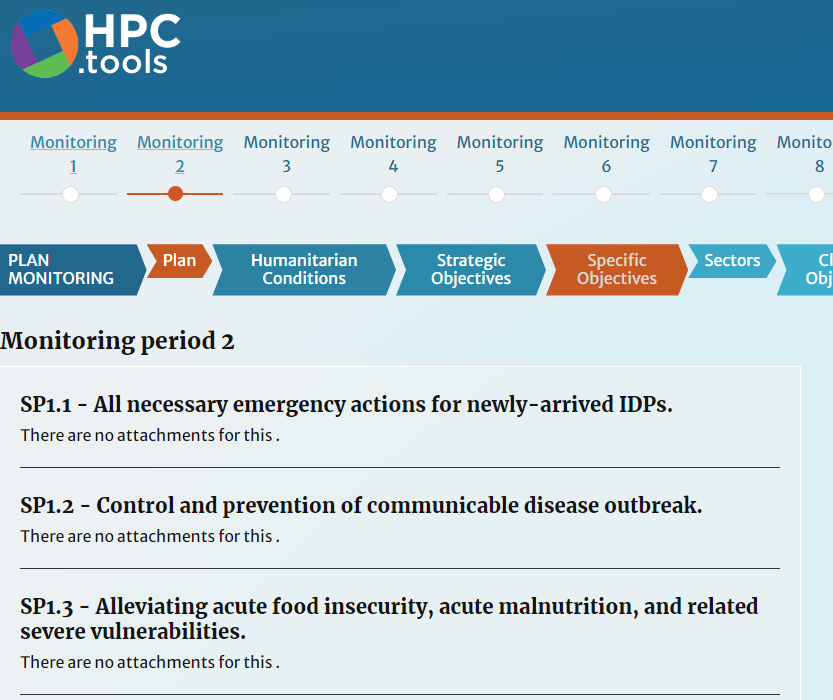 HPC
.tools
Monitoring Monitoring Monitoring Monitoring Monitoring Monitoring Monitoring Monito
1 2 3 4 5 6 7 8
PLAN MONITORING
Plan
Humanitarian Conditions
Strategic Objectives
Specific Objectives
Sectors
Cl
Obj
Monitoring period 2
SP1.1 - All necessary emergency actions for newly-arrived IDPs.
There are no attachments for this .
SP1.2 - Control and prevention of communicable disease outbreak.
There are no attachments for this .
SP1.3 - Alleviating acute food insecurity, acute malnutrition, and related
severe vulnerabilities.
There are no attachments for this .